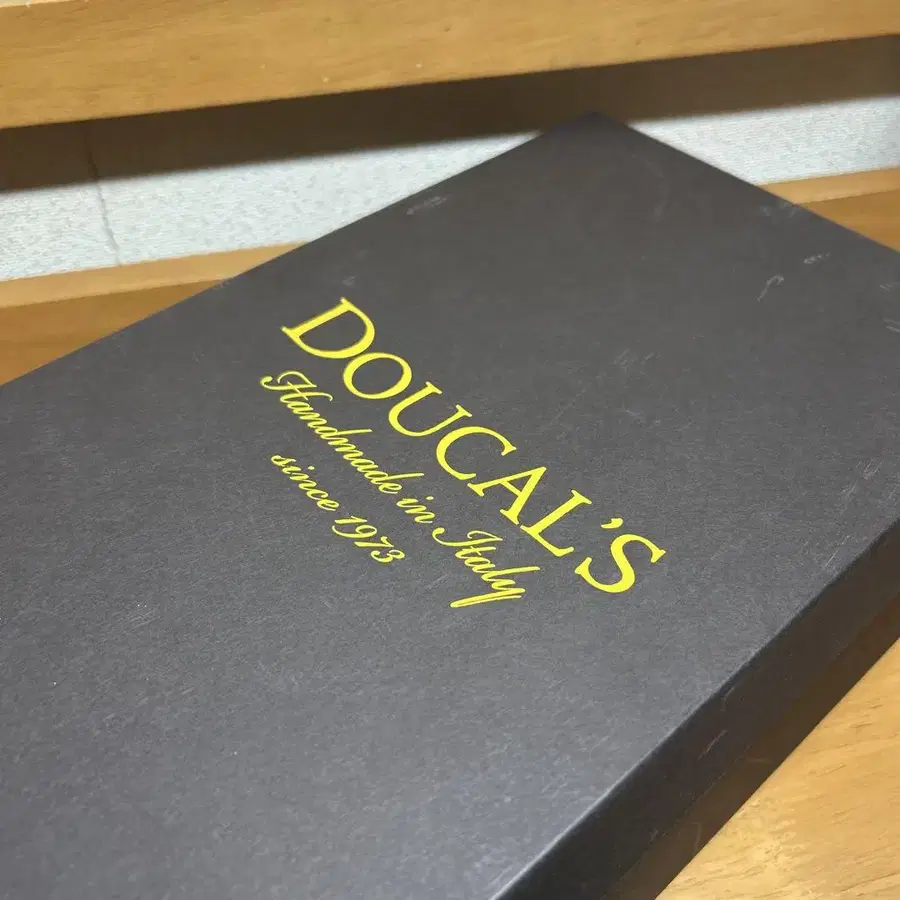 DOUCAL'S
Handmade in Italy
since 1973